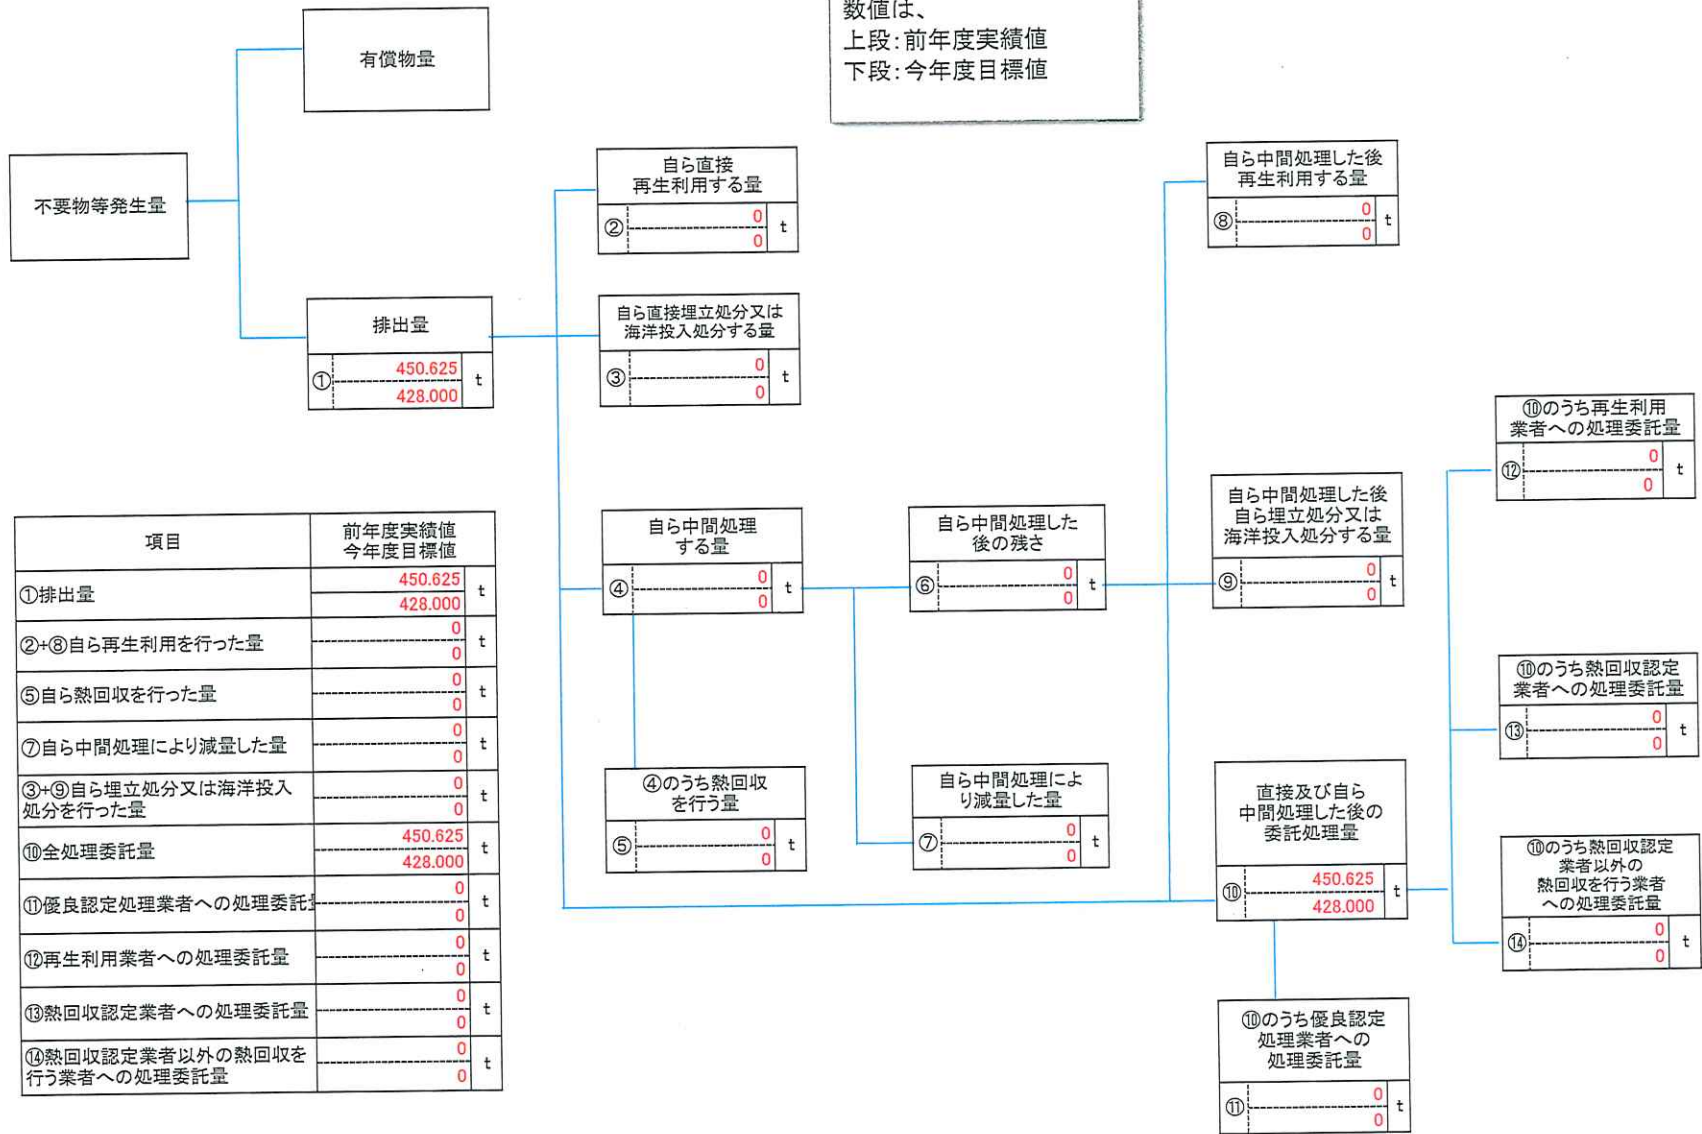 数値は、
上段:前年度実績値
下段:今年度目標値
有償物量
不要物等発生量
排出量
①
450.625
428.000
t
自ら直接
再生利用する量
②
0
0
t
自ら直接埋立処分又は
海洋投入処分する量
③
0
0
t
自ら中間処理
する量
④
0
0
t
④のうち熱回収
を行う量
⑤
0
0
t
自ら中間処理した
後の残さ
⑥
0
0
t
自ら中間処理によ
り減量した量
⑦
0
0
t
自ら中間処理した後
再生利用する量
⑧
0
0
t
自ら中間処理した後
自ら埋立処分又は
海洋投入処分する量
⑨
0
0
t
直接及び自ら
中間処理した後の
委託処理量
⑩
450.625
428.000
t
⑩のうち優良認定
処理業者への
処理委託量
⑪
0
0
t
⑩のうち再生利用
業者への処理委託量
⑫
0
0
t
⑩のうち熱回収認定
業者への処理委託量
⑬
0
0
t
⑩のうち熱回収認定
業者以外の
熱回収を行う業者
への処理委託量
⑭
0
0
t
項目
前年度実績値
今年度目標値
①排出量
450.625
428.000
t
②+⑧自ら再生利用を行った量
0
0
t
⑤自ら熱回収を行った量
0
0
t
⑦自ら中間処理により減量した量
0
0
t
③+⑨自ら埋立処分又は海洋投入
処分を行った量
0
0
t
⑩全処理委託量
450.625
428.000
t
⑪優良認定処理業者への処理委託
0
0
t
⑫再生利用業者への処理委託量
0
0
t
⑬熱回収認定業者への処理委託量
0
0
t
⑭熱回収認定業者以外の熱回収を
行う業者への処理委託量
0
0
t